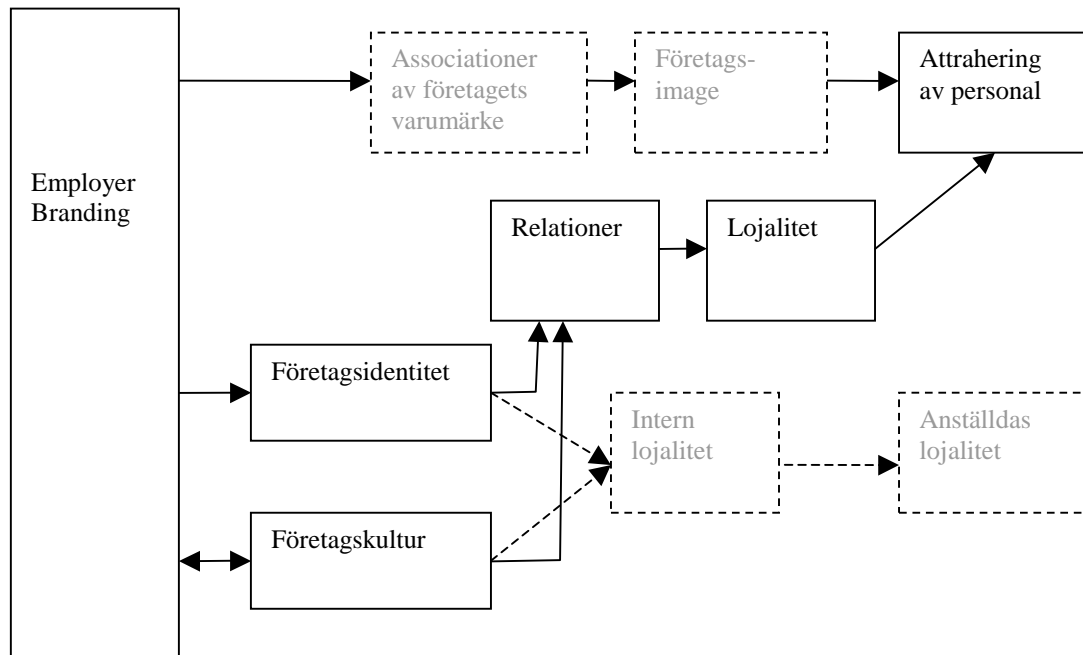 Associationer
av företagets
varumärke
Företags-
image
Attrahering
av personal
Employer
Branding
Relationer
Lojalitet
Företagsidentitet
Intern
lojalitet
Anställdas
lojalitet
Företagskultur